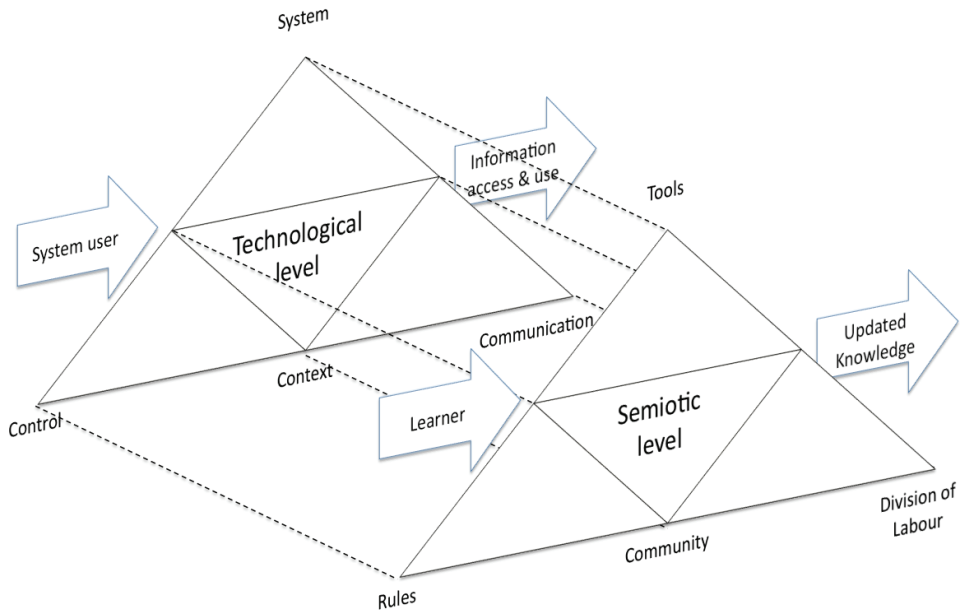 System
Information
access & use
Tools
System user
Technological
level
Communication
Updated
Knowledge
Context
Control
Learner
Semiotic
level
Division of
Labour
Community
Rules